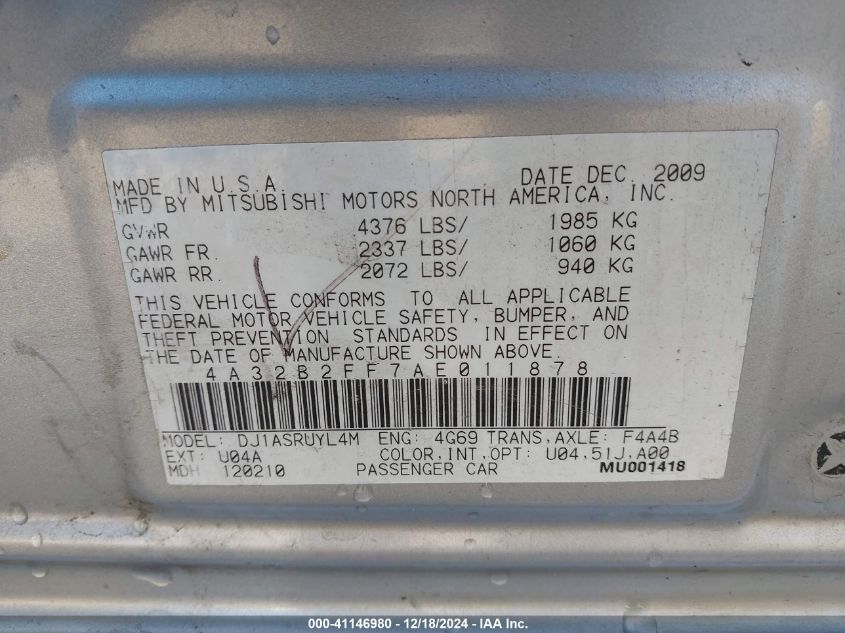 MADE IN U.S.A. DATE DEC. 2009
MFD BY MITSUBISHI MOTORS NORTH AMERICA, INC.
GVWR 4376 LBS/ 1985 KG
GAWR FR. 2337 LBS/ 1060 KG
GAWR RR. 2072 LBS/ 940 KG
THIS VEHICLE CONFORMS TO ALL APPLICABLE
FEDERAL MOTOR VEHICLE SAFETY, BUMPER, AND
THEFT PREVENTION STANDARDS IN EFFECT ON
THE DATE OF MANUFACTURE SHOWN ABOVE.
4A32B2FF7AE011878
MODEL: DJ1ASRUYL4M ENG: 4G69 TRANS,AXLE: F4A4B
EXT: U04A COLOR,INT,OPT: U04,51J,A00
MDH 120210 PASSENGER CAR MU001418
000-41146980 - 12/18/2024 - IAA Inc.